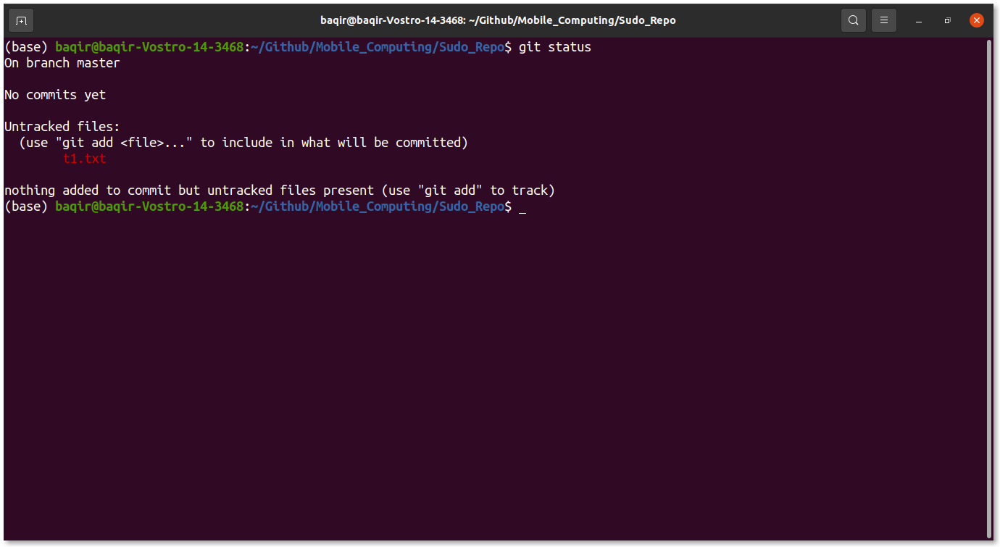 baqir@baqir-Vostro-14-3468: ~/Github/Mobile_Computing/Sudo_Repo
(base) baqir@baqir-Vostro-14-3468:~/Github/Mobile_Computing/Sudo_Repo$ git status
On branch master
No commits yet
Untracked files:
  (use "git add <file>..." to include in what will be committed)
        t1.txt
nothing added to commit but untracked files present (use "git add" to track)
(base) baqir@baqir-Vostro-14-3468:~/Github/Mobile_Computing/Sudo_Repo$ _